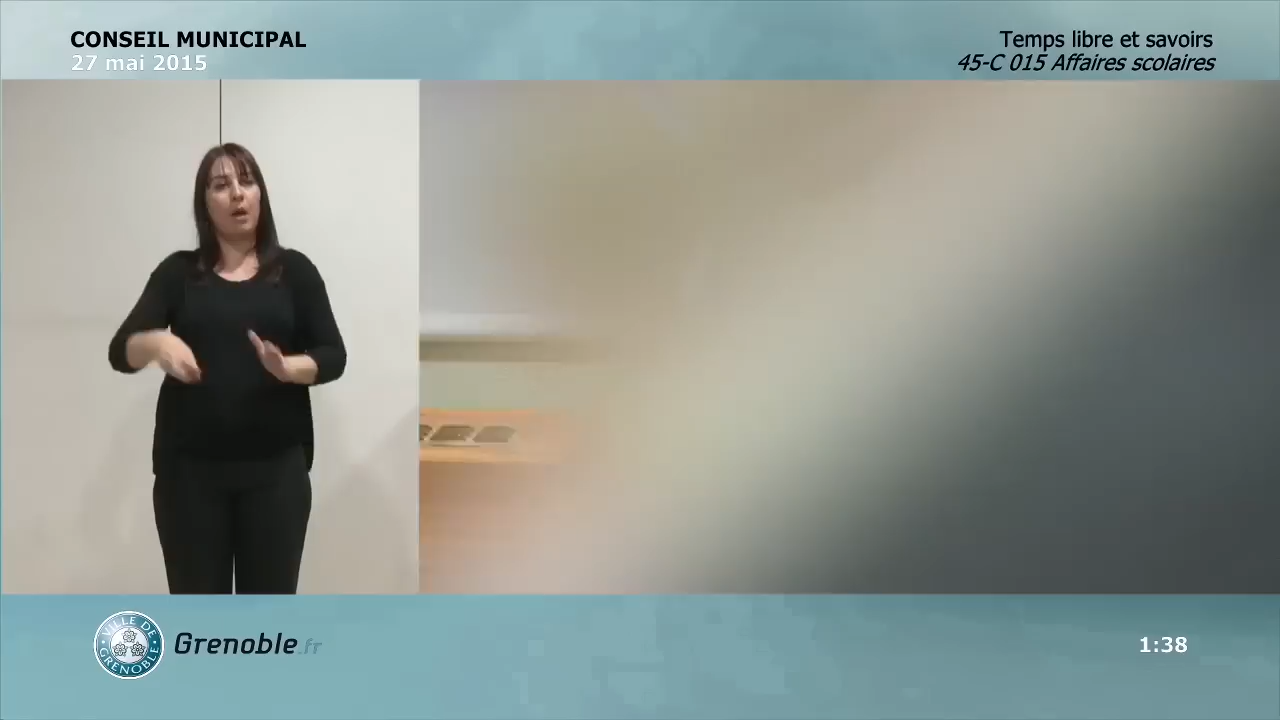 CONSEIL MUNICIPAL
27 mai 2015
Temps libre et savoirs
45-C 015 Affaires scolaires
VILLE DE
GRENOBLE
Grenoble.fr
1:38